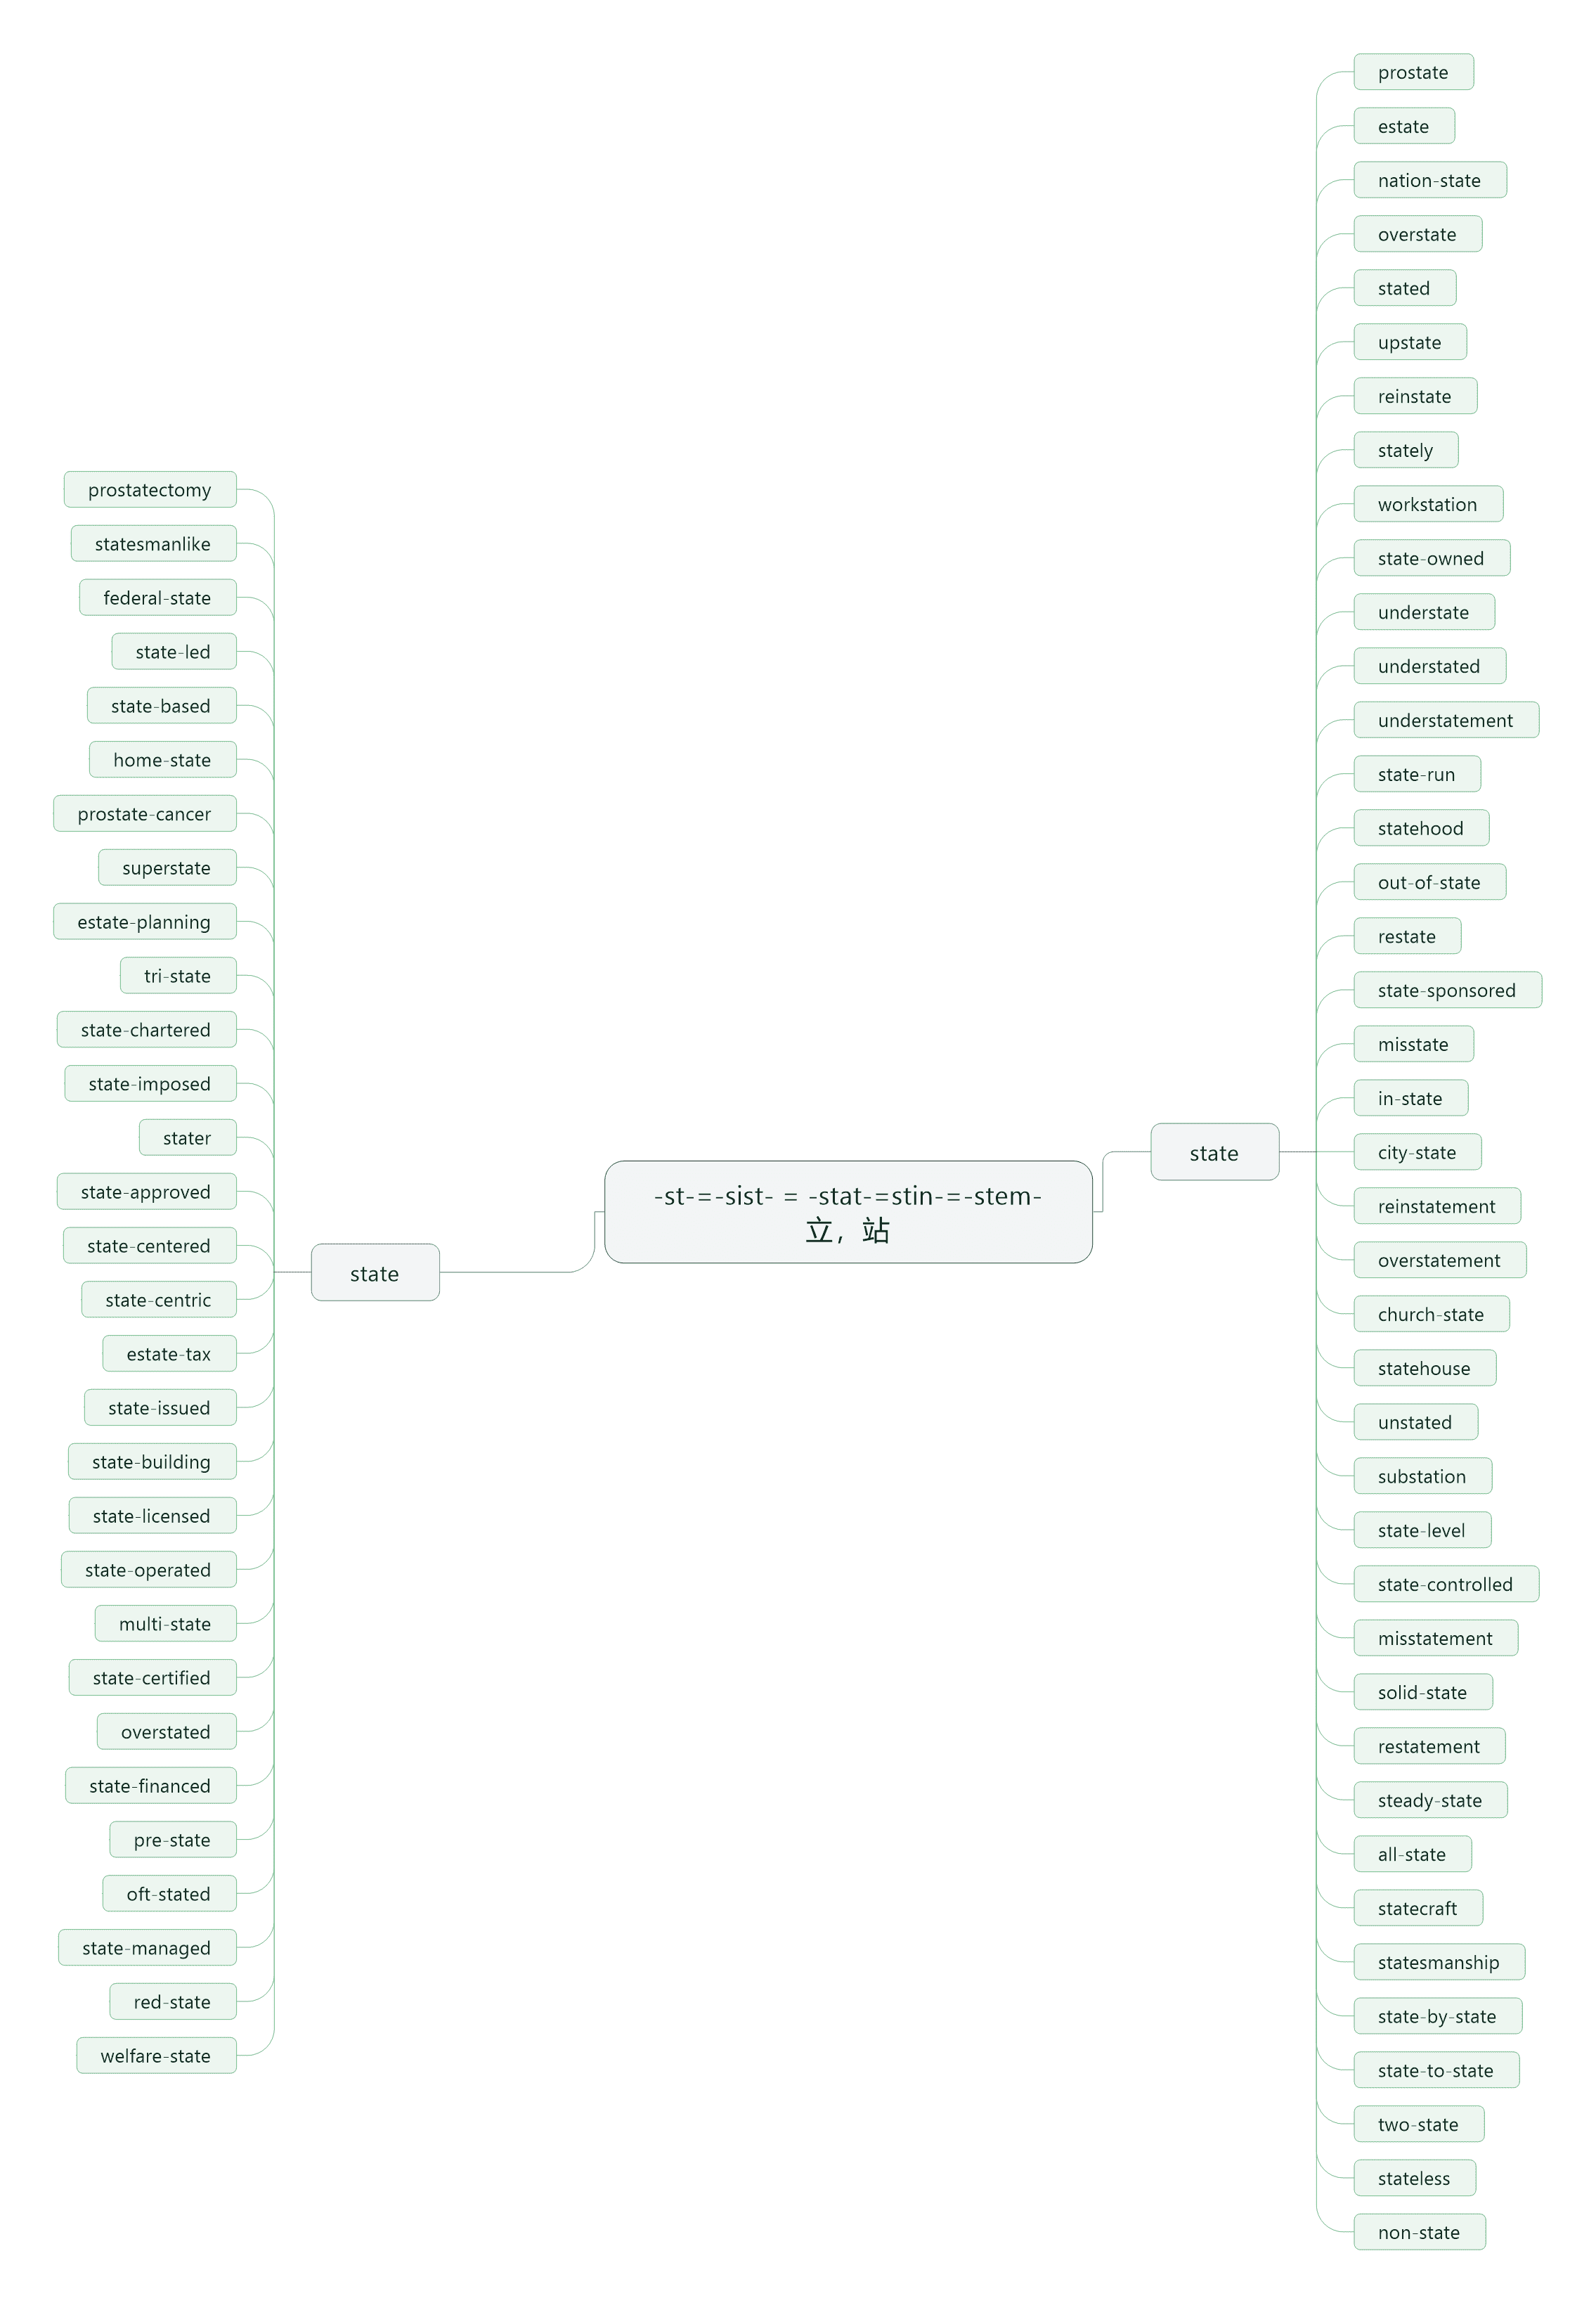 -st-=-sist- = -stat-=stin-=-stem-
立，站
state
prostate
estate
nation-state
overstate
stated
upstate
reinstate
stately
workstation
state-owned
understate
understated
understatement
state-run
statehood
out-of-state
restate
state-sponsored
misstate
in-state
city-state
reinstatement
overstatement
church-state
statehouse
unstated
substation
state-level
state-controlled
misstatement
solid-state
restatement
steady-state
all-state
statecraft
statesmanship
state-by-state
state-to-state
two-state
stateless
non-state
state
prostatectomy
statesmanlike
federal-state
state-led
state-based
home-state
prostate-cancer
superstate
estate-planning
tri-state
state-chartered
state-imposed
stater
state-approved
state-centered
state-centric
estate-tax
state-issued
state-building
state-licensed
state-operated
multi-state
state-certified
overstated
state-financed
pre-state
oft-stated
state-managed
red-state
welfare-state